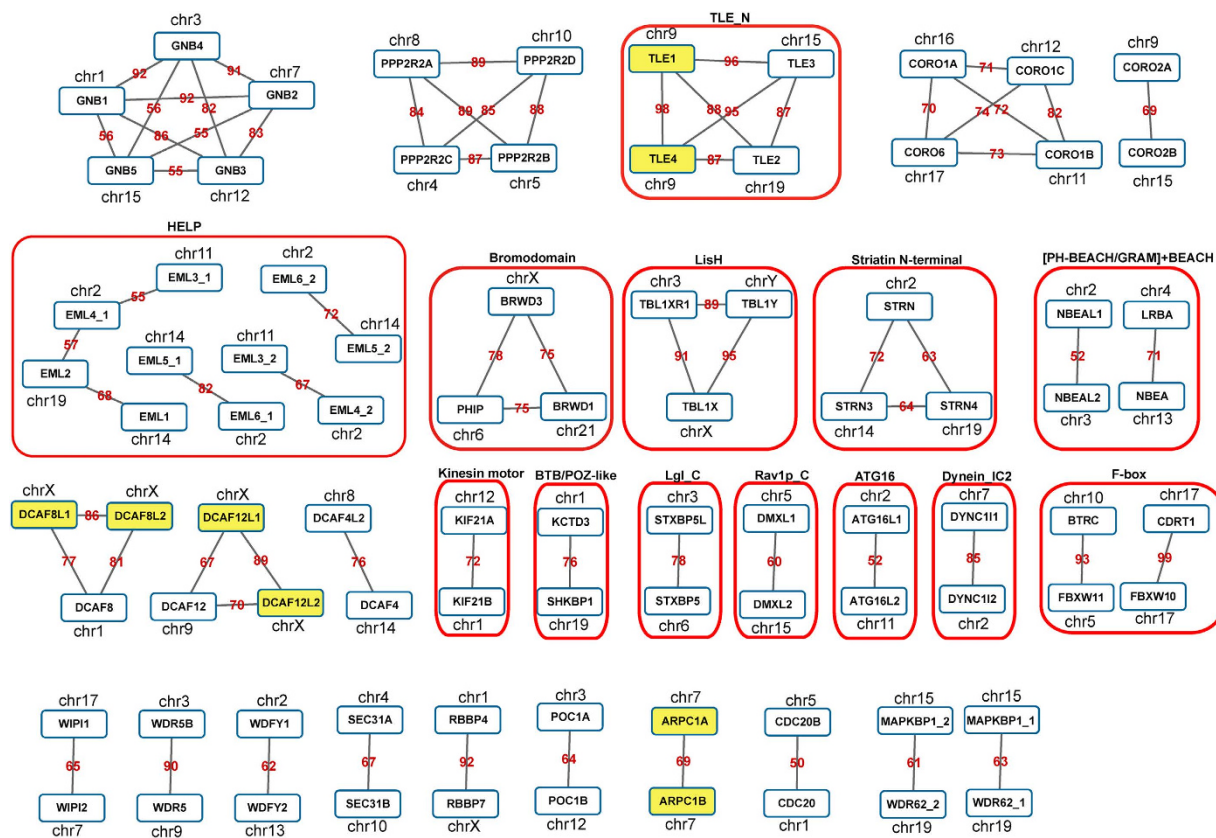 TLE_N
chr3
chr8
chr10
chr9
chr15
chr16
chr12
chr9
GNB4
PPP2R2A
89
PPP2R2D
TLE1
96
TLE3
CORO1A
71
CORO1C
CORO2A
chr1
92
91
chr7
GNB1
92
GNB2
56
82
84
89
85
88
98
88
95
87
70
74
72
82
69
56
86
55
83
GNB5
55
GNB3
PPP2R2C
87
PPP2R2B
TLE4
87
TLE2
CORO6
73
CORO1B
CORO2B
chr15
chr12
chr4
chr5
chr9
chr19
chr17
chr11
chr15
HELP
chr11
chr2
EML3_1
EML6_2
chr2
55
EML4_1
72
chr14
57
chr14
chr11
EML5_2
EML2
EML5_1
EML3_2
chr19
68
82
67
EML1
EML6_1
EML4_2
chr14
chr2
chr2
Bromodomain
chrX
BRWD3
78
75
PHIP
75
BRWD1
chr6
chr21
LisH
chr3
chrY
TBL1XR1
89
TBL1Y
91
95
TBL1X
chrX
Striatin N-terminal
chr2
STRN
72
63
STRN3
64
STRN4
chr14
chr19
[PH-BEACH/GRAM]+BEACH
chr2
chr4
NBEAL1
LRBA
52
71
NBEAL2
NBEA
chr3
chr13
chrX
chrX
chrX
chr8
DCAF8L1
86
DCAF8L2
DCAF12L1
DCAF4L2
77
81
67
89
76
DCAF8
DCAF12
70
DCAF12L2
DCAF4
chr1
chr9
chrX
chr14
Kinesin motor
chr12
KIF21A
72
KIF21B
chr1
BTB/POZ-like
chr1
KCTD3
76
SHKBP1
chr19
Lgl_C
chr3
STXBP5L
78
STXBP5
chr6
Rav1p_C
chr5
DMXL1
60
DMXL2
chr15
ATG16
chr2
ATG16L1
52
ATG16L2
chr11
Dynein_IC2
chr7
DYNC1I1
85
DYNC1I2
chr2
F-box
chr10
chr17
BTRC
CDRT1
93
99
FBXW11
FBXW10
chr5
chr17
chr17
chr3
chr2
chr4
chr1
chr3
chr7
chr5
chr15
chr15
WIPI1
WDR5B
WDFY1
SEC31A
RBBP4
POC1A
ARPC1A
CDC20B
MAPKBP1_2
MAPKBP1_1
65
90
62
67
92
64
69
50
61
63
WIPI2
WDR5
WDFY2
SEC31B
RBBP7
POC1B
ARPC1B
CDC20
WDR62_2
WDR62_1
chr7
chr9
chr13
chr10
chrX
chr12
chr7
chr1
chr19
chr19